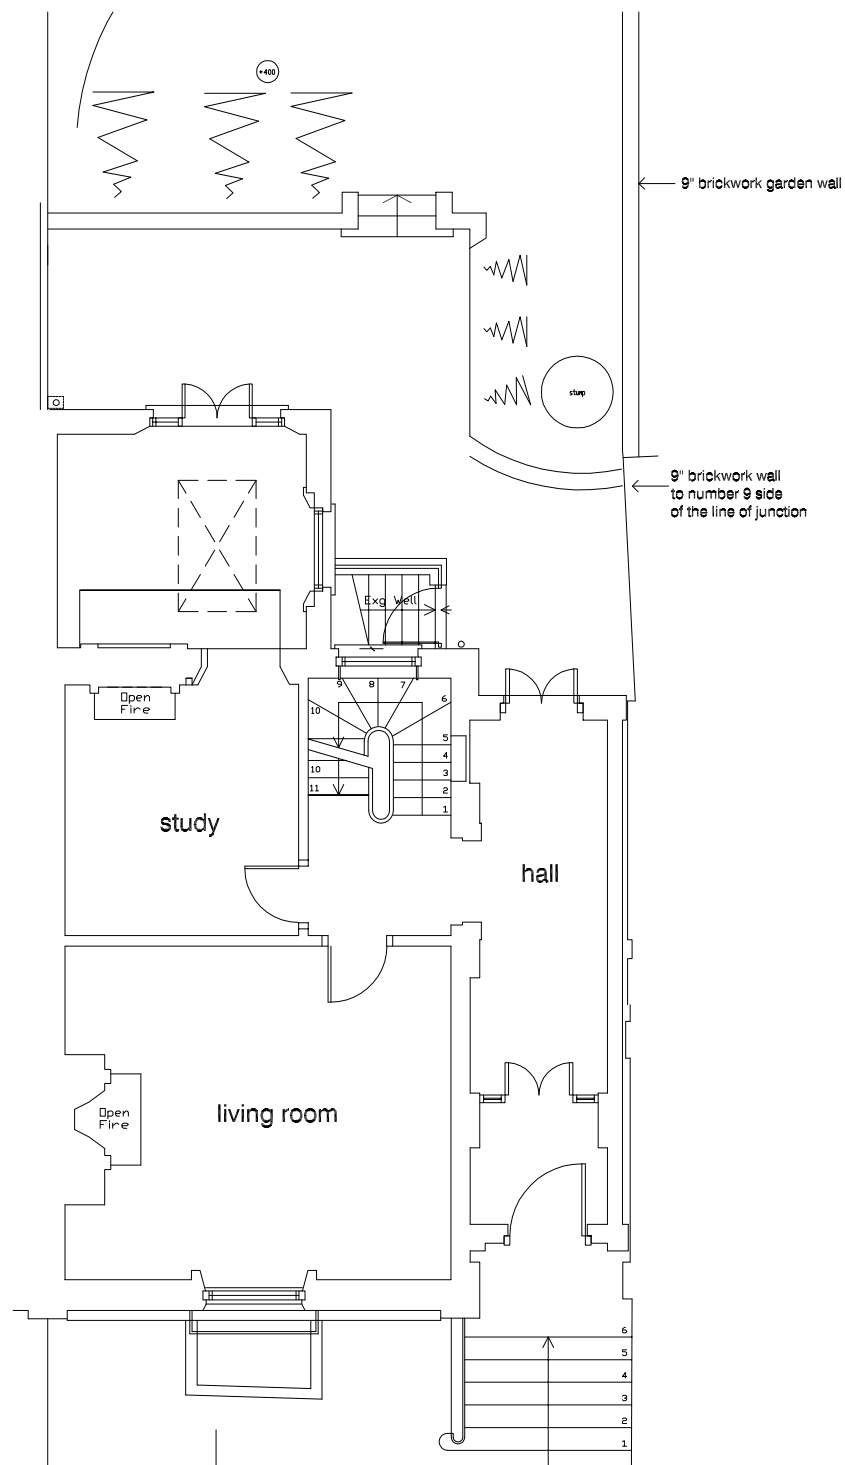 +400
9" brickwork garden wall
stump
9" brickwork wall
to number 9 side
of the line of junction
Exg Well
9
8
7
6
10
5
4
10
3
11
2
1
Open
Fire
study
hall
living room
Open
Fire
6
5
4
3
2
1